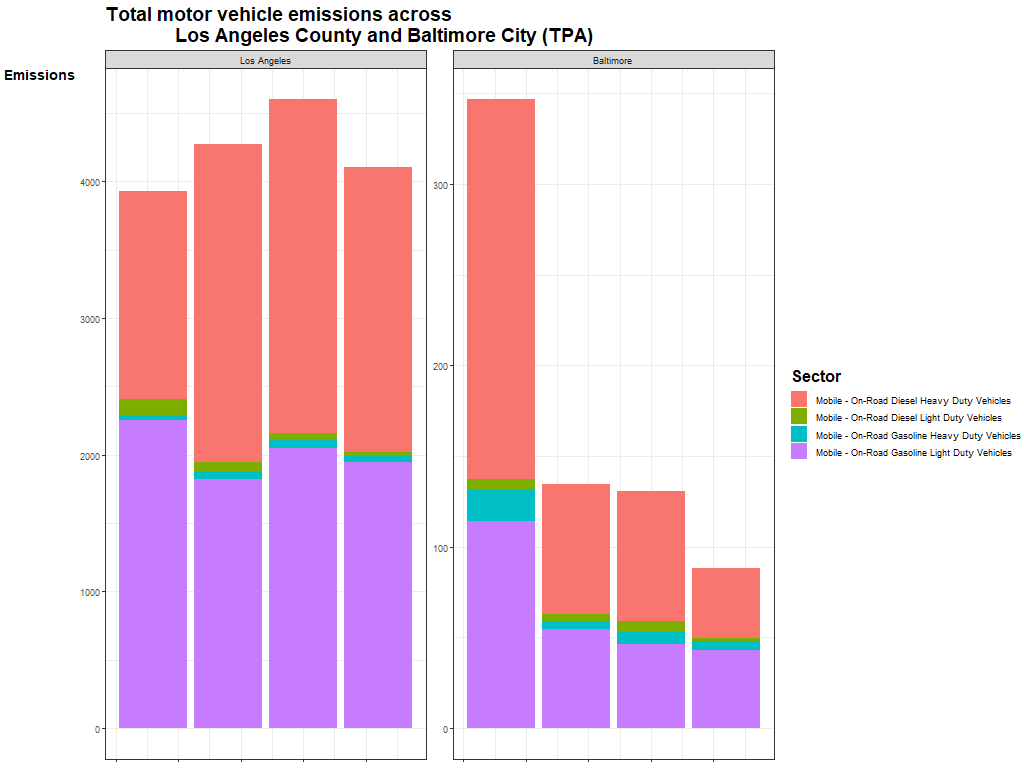 Total motor vehicle emissions across
Los Angeles County and Baltimore City (TPA)
Los Angeles
Baltimore
Emissions
4000
3000
2000
1000
0
300
200
100
0
Sector
Mobile - On-Road Diesel Heavy Duty Vehicles
Mobile - On-Road Diesel Light Duty Vehicles
Mobile - On-Road Gasoline Heavy Duty Vehicles
Mobile - On-Road Gasoline Light Duty Vehicles